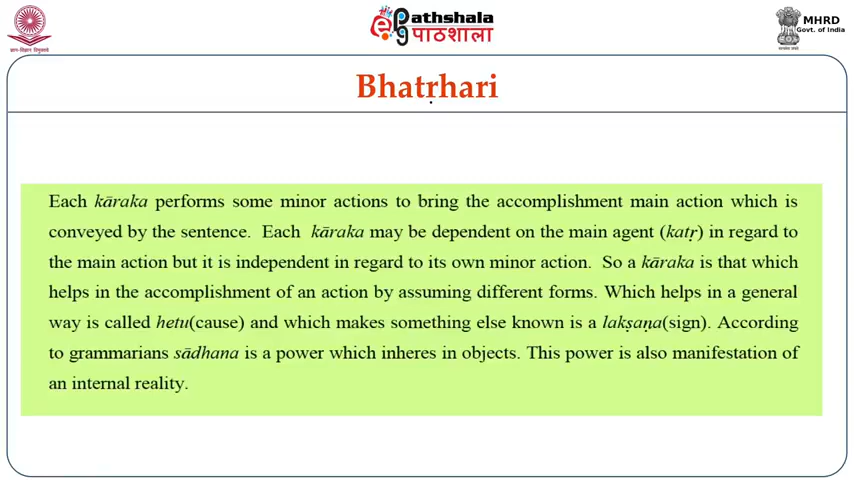 ePathshala
पाठशाला
MHRD
Govt. of India
Bhatṛhari
Each kāraka performs some minor actions to bring the accomplishment main action which is
conveyed by the sentence. Each kāraka may be dependent on the main agent (katṛ) in regard to
the main action but it is independent in regard to its own minor action. So a kāraka is that which
helps in the accomplishment of an action by assuming different forms. Which helps in a general
way is called hetu(cause) and which makes something else known is a lakṣaṇa(sign). According
to grammarians sādhana is a power which inheres in objects. This power is also manifestation of
an internal reality.